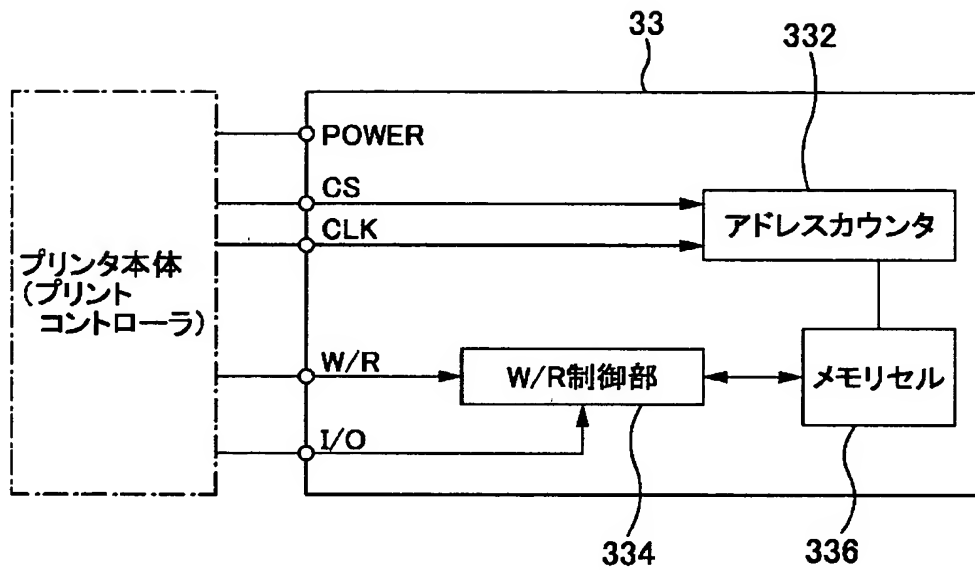 33
332
POWER
CS
CLK
アドレスカウンタ
プリンタ本体
(プリント
コントローラ)
W/R
W/R制御部
メモリセル
I/O
334
336